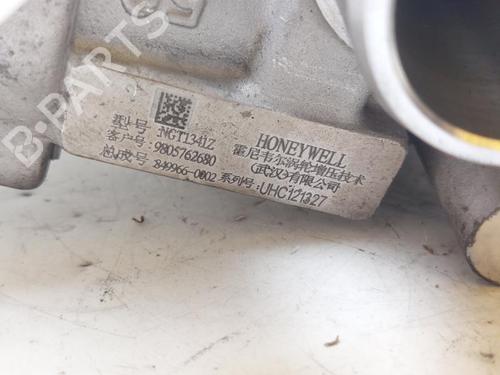 型号: NGT1341Z
客户号: 9805762680
总成号: 849966-0802 系列号: UHC121327
HONEYWELL
霍尼韦尔涡轮增压技术
(武汉)有限公司
B-PARTS